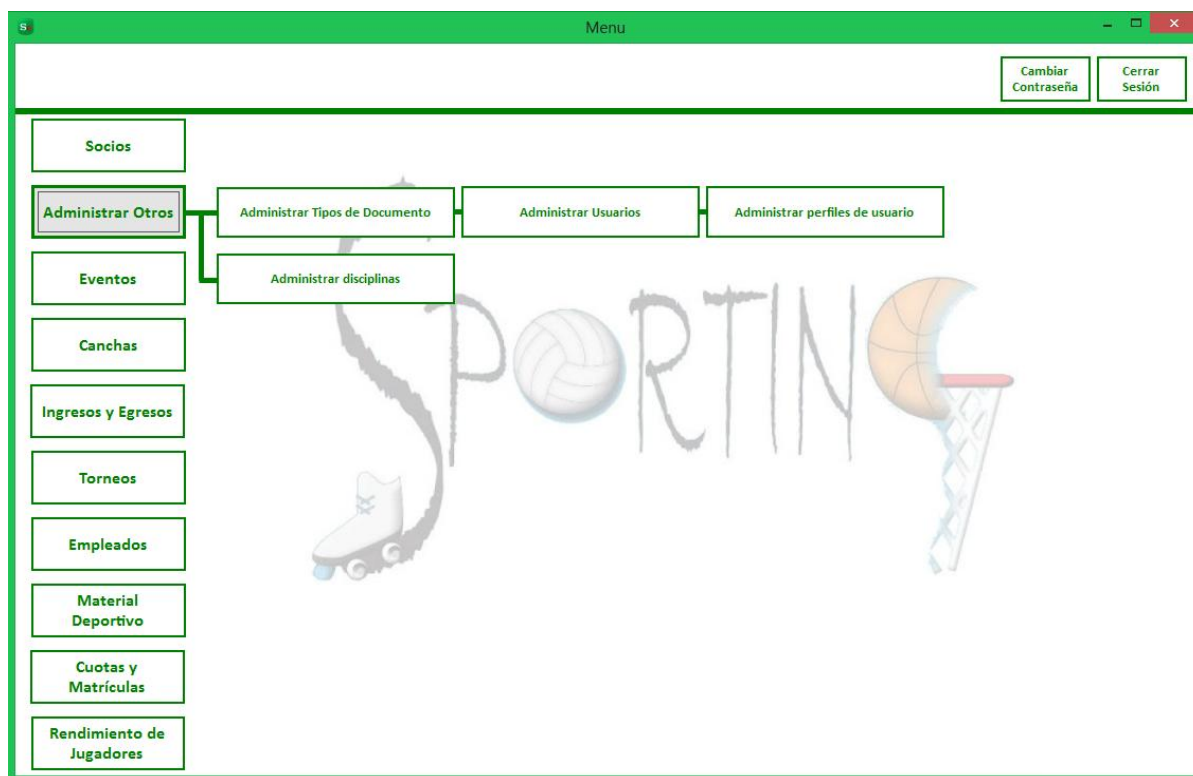 Menu
Cambiar
Contraseña
Cerrar
Sesión
Socios
Administrar Otros
Administrar Tipos de Documento
Administrar Usuarios
Administrar perfiles de usuario
Eventos
Administrar disciplinas
Canchas
Ingresos y Egresos
Torneos
Empleados
Material
Deportivo
Cuotas y
Matrículas
Rendimiento de
Jugadores
SPORTING